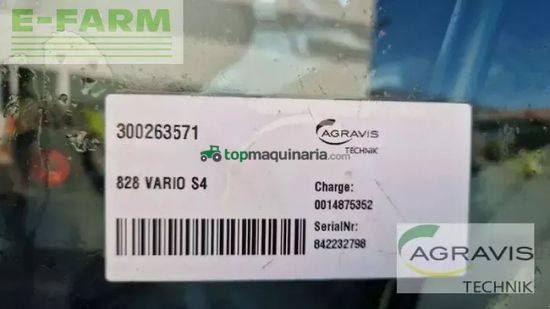 E-FARM
300263571
AGRAVIS
TECHNIK
topmaquinaria.com
828 VARIO S4
Charge:
0014875352
SerialNr:
842232798
AGRAVIS
TECHNIK